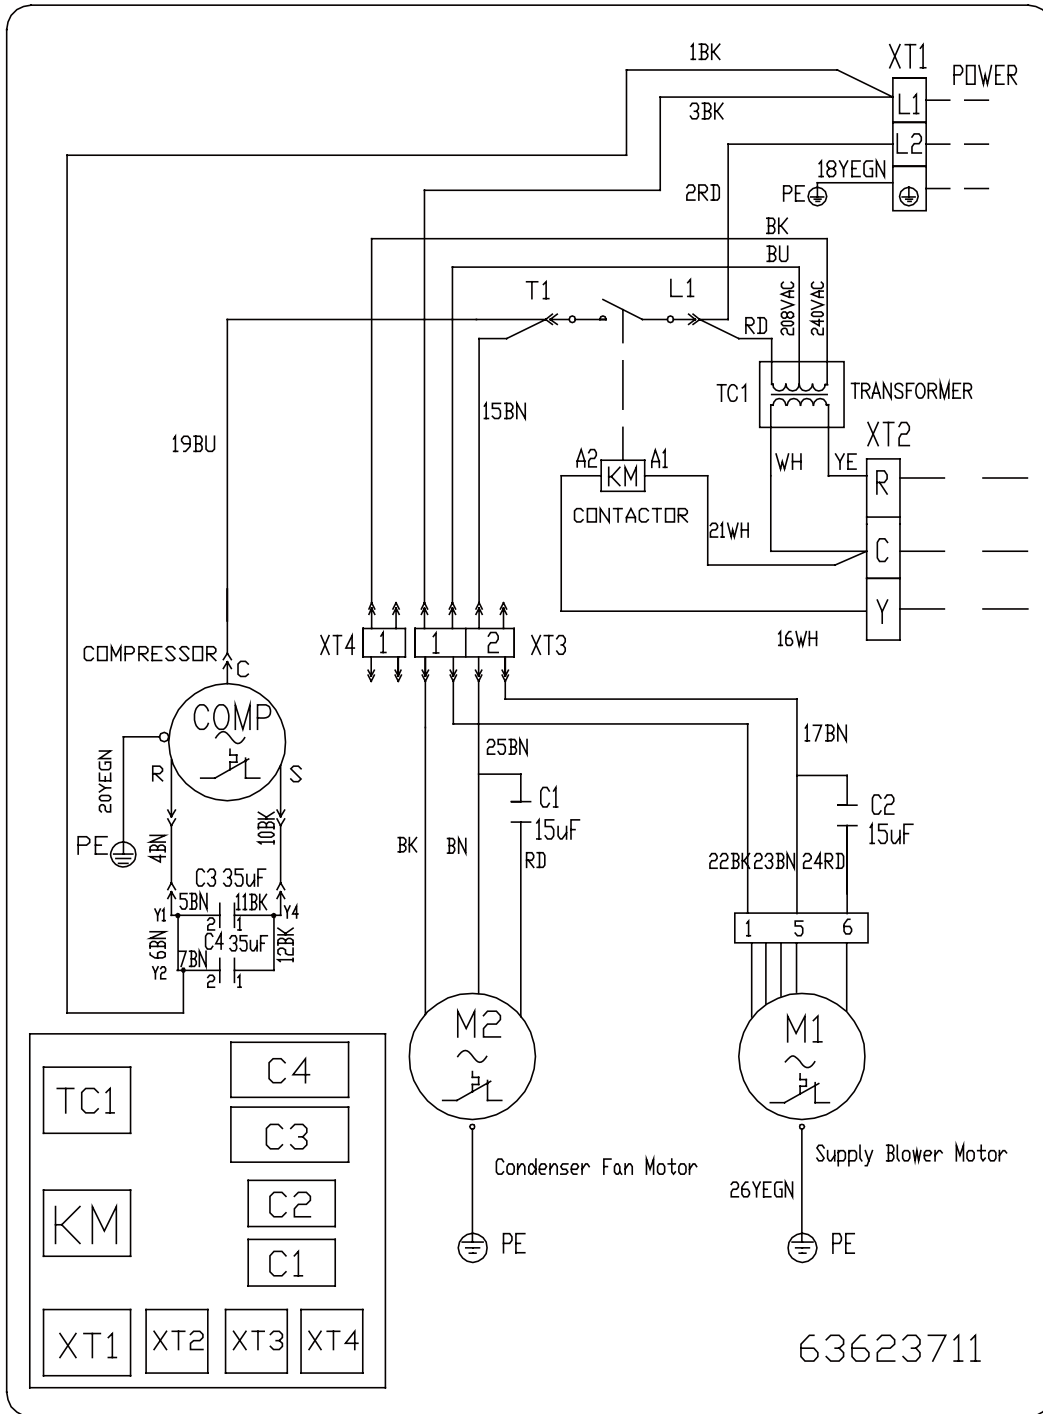 1BK
XT1
POWER
3BK
L1
L2
18YEGN
2RD
PE
BK
BU
T1
L1
208VAC
240VAC
RD
TC1
TRANSFORMER
15BN
XT2
19BU
A2
KM
A1
WH
YE
R
CONTACTOR
21WH
C
Y
16WH
XT4
1
1
2
XT3
COMPRESSOR
C
COMP
R
S
20YEGN
PE
25BN
17BN
C1
15uF
C2
15uF
4BN
10BK
BK
BN
RD
22BK
23BN
24RD
C3 35uF
5BN
11BK
Y1
Y4
2
1
C4 35uF
6BN
12BK
7BN
Y2
2
1
1
5
6
M2
M1
Condenser Fan Motor
Supply Blower Motor
26YEGN
PE
PE
TC1
C4
C3
KM
C2
C1
XT1
XT2
XT3
XT4
63623711